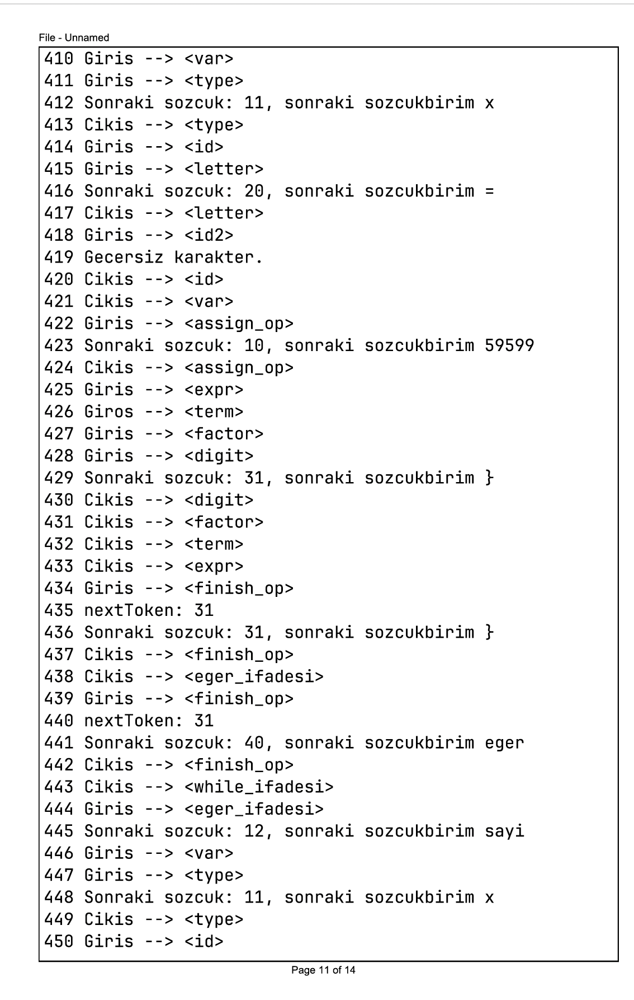 File - Unnamed
410 Giris --> <var>
411 Giris --> <type>
412 Sonraki sozcuk: 11, sonraki sozcukbirim x
413 Cikis --> <type>
414 Giris --> <id>
415 Giris --> <letter>
416 Sonraki sozcuk: 20, sonraki sozcukbirim =
417 Cikis --> <letter>
418 Giris --> <id2>
419 Gecersiz karakter.
420 Cikis --> <id>
421 Cikis --> <var>
422 Giris --> <assign_op>
423 Sonraki sozcuk: 10, sonraki sozcukbirim 59599
424 Cikis --> <assign_op>
425 Giris --> <expr>
426 Giros --> <term>
427 Giris --> <factor>
428 Giris --> <digit>
429 Sonraki sozcuk: 31, sonraki sozcukbirim }
430 Cikis --> <digit>
431 Cikis --> <factor>
432 Cikis --> <term>
433 Cikis --> <expr>
434 Giris --> <finish_op>
435 nextToken: 31
436 Sonraki sozcuk: 31, sonraki sozcukbirim }
437 Cikis --> <finish_op>
438 Cikis --> <eger_ifadesi>
439 Giris --> <finish_op>
440 nextToken: 31
441 Sonraki sozcuk: 40, sonraki sozcukbirim eger
442 Cikis --> <finish_op>
443 Cikis --> <while_ifadesi>
444 Giris --> <eger_ifadesi>
445 Sonraki sozcuk: 12, sonraki sozcukbirim sayi
446 Giris --> <var>
447 Giris --> <type>
448 Sonraki sozcuk: 11, sonraki sozcukbirim x
449 Cikis --> <type>
450 Giris --> <id>
Page 11 of 14